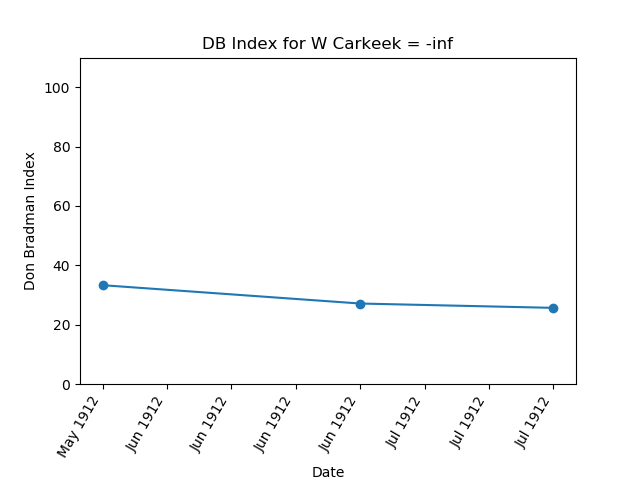 DB Index for W Carkeek = -inf
100
80
60
40
20
0
Don Bradman Index
May 1912
Jun 1912
Jun 1912
Jun 1912
Jun 1912
Jul 1912
Jul 1912
Jul 1912
Date